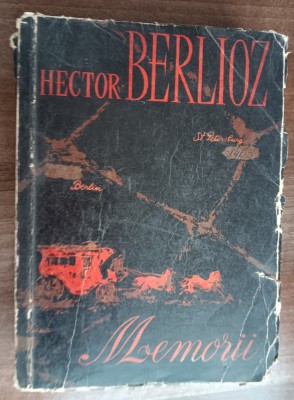 HECTOR BERLIOZ
St. Petersburg
Berlin
Memorii